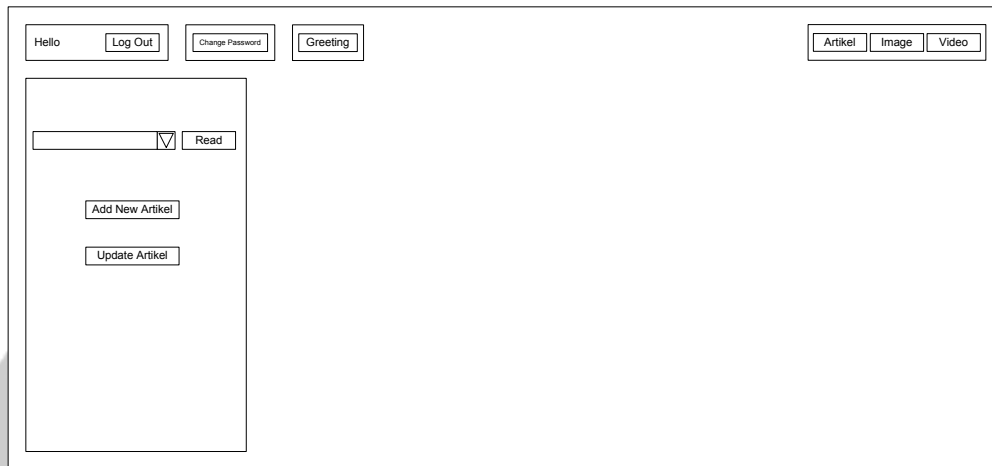 Hello Log Out Change Password Greeting Artikel Image Video
Read
Add New Artikel
Update Artikel